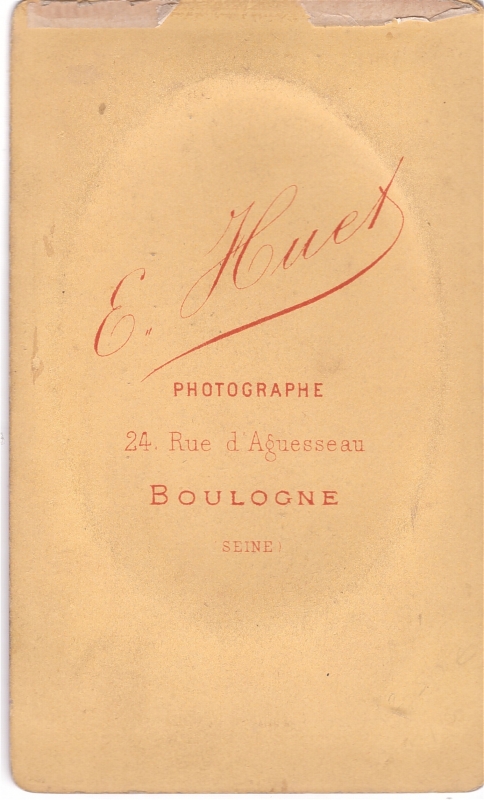 E. Huet
PHOTOGRAPHE
24. Rue d'Aguesseau
BOULOGNE
SEINE)